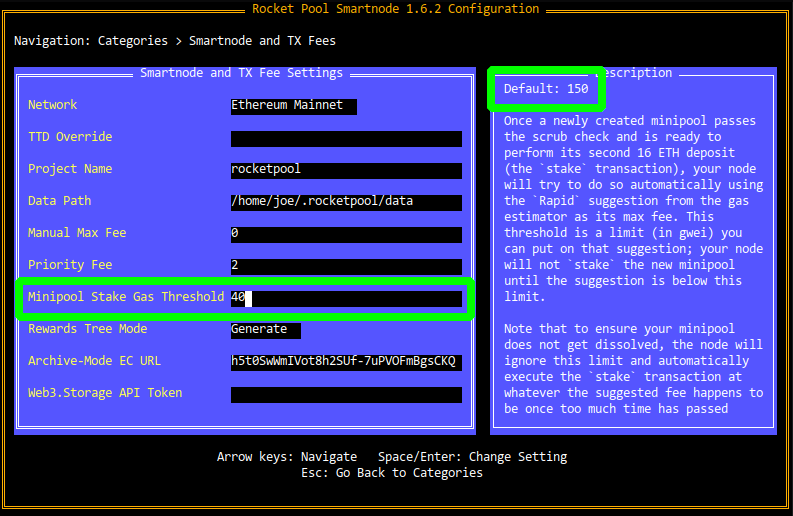 Rocket Pool Smartnode 1.6.2 Configuration
Navigation: Categories > Smartnode and TX Fees
Smartnode and TX Fee Settings
Network Ethereum Mainnet
TTD Override
Project Name rocketpool
Data Path /home/joe/.rocketpool/data
Manual Max Fee 0
Priority Fee 2
Minipool Stake Gas Threshold 40
Rewards Tree Mode Generate
Archive-Mode EC URL h5t0SwWmIVot8h2SUf-7uPVOFmBgsCKQ
Web3.Storage API Token
Description
Default: 150
Once a newly created minipool passes
the scrub check and is ready to
perform its second 16 ETH deposit
(the `stake` transaction), your node
will try to do so automatically using
the `Rapid` suggestion from the gas
estimator as its max fee. This
threshold is a limit (in gwei) you
can put on that suggestion; your node
will not `stake` the new minipool
until the suggestion is below this
limit.
Note that to ensure your minipool
does not get dissolved, the node will
ignore this limit and automatically
execute the `stake` transaction at
whatever the suggested fee happens to
be once too much time has passed
Arrow keys: Navigate Space/Enter: Change Setting
Esc: Go Back to Categories